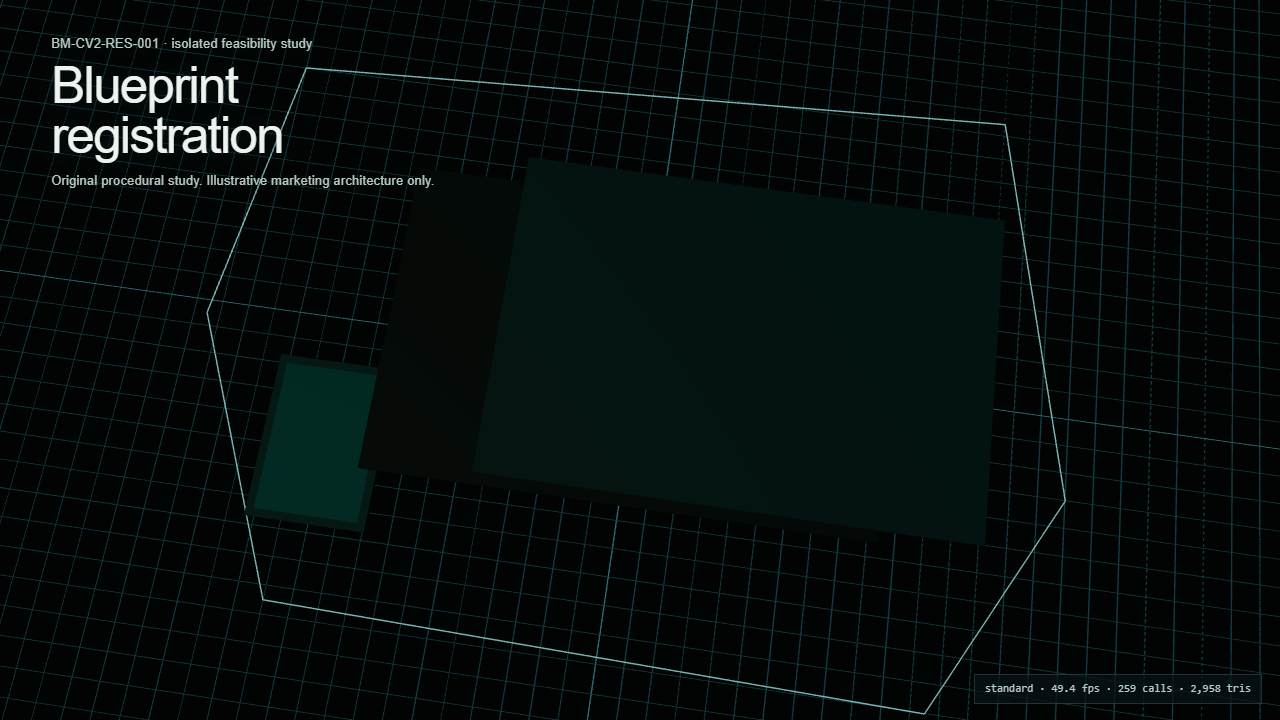 BM-CV2-RES-001 · isolated feasibility study
Blueprint
registration
Original procedural study. Illustrative marketing architecture only.
standard · 49.4 fps · 259 calls · 2,958 tris